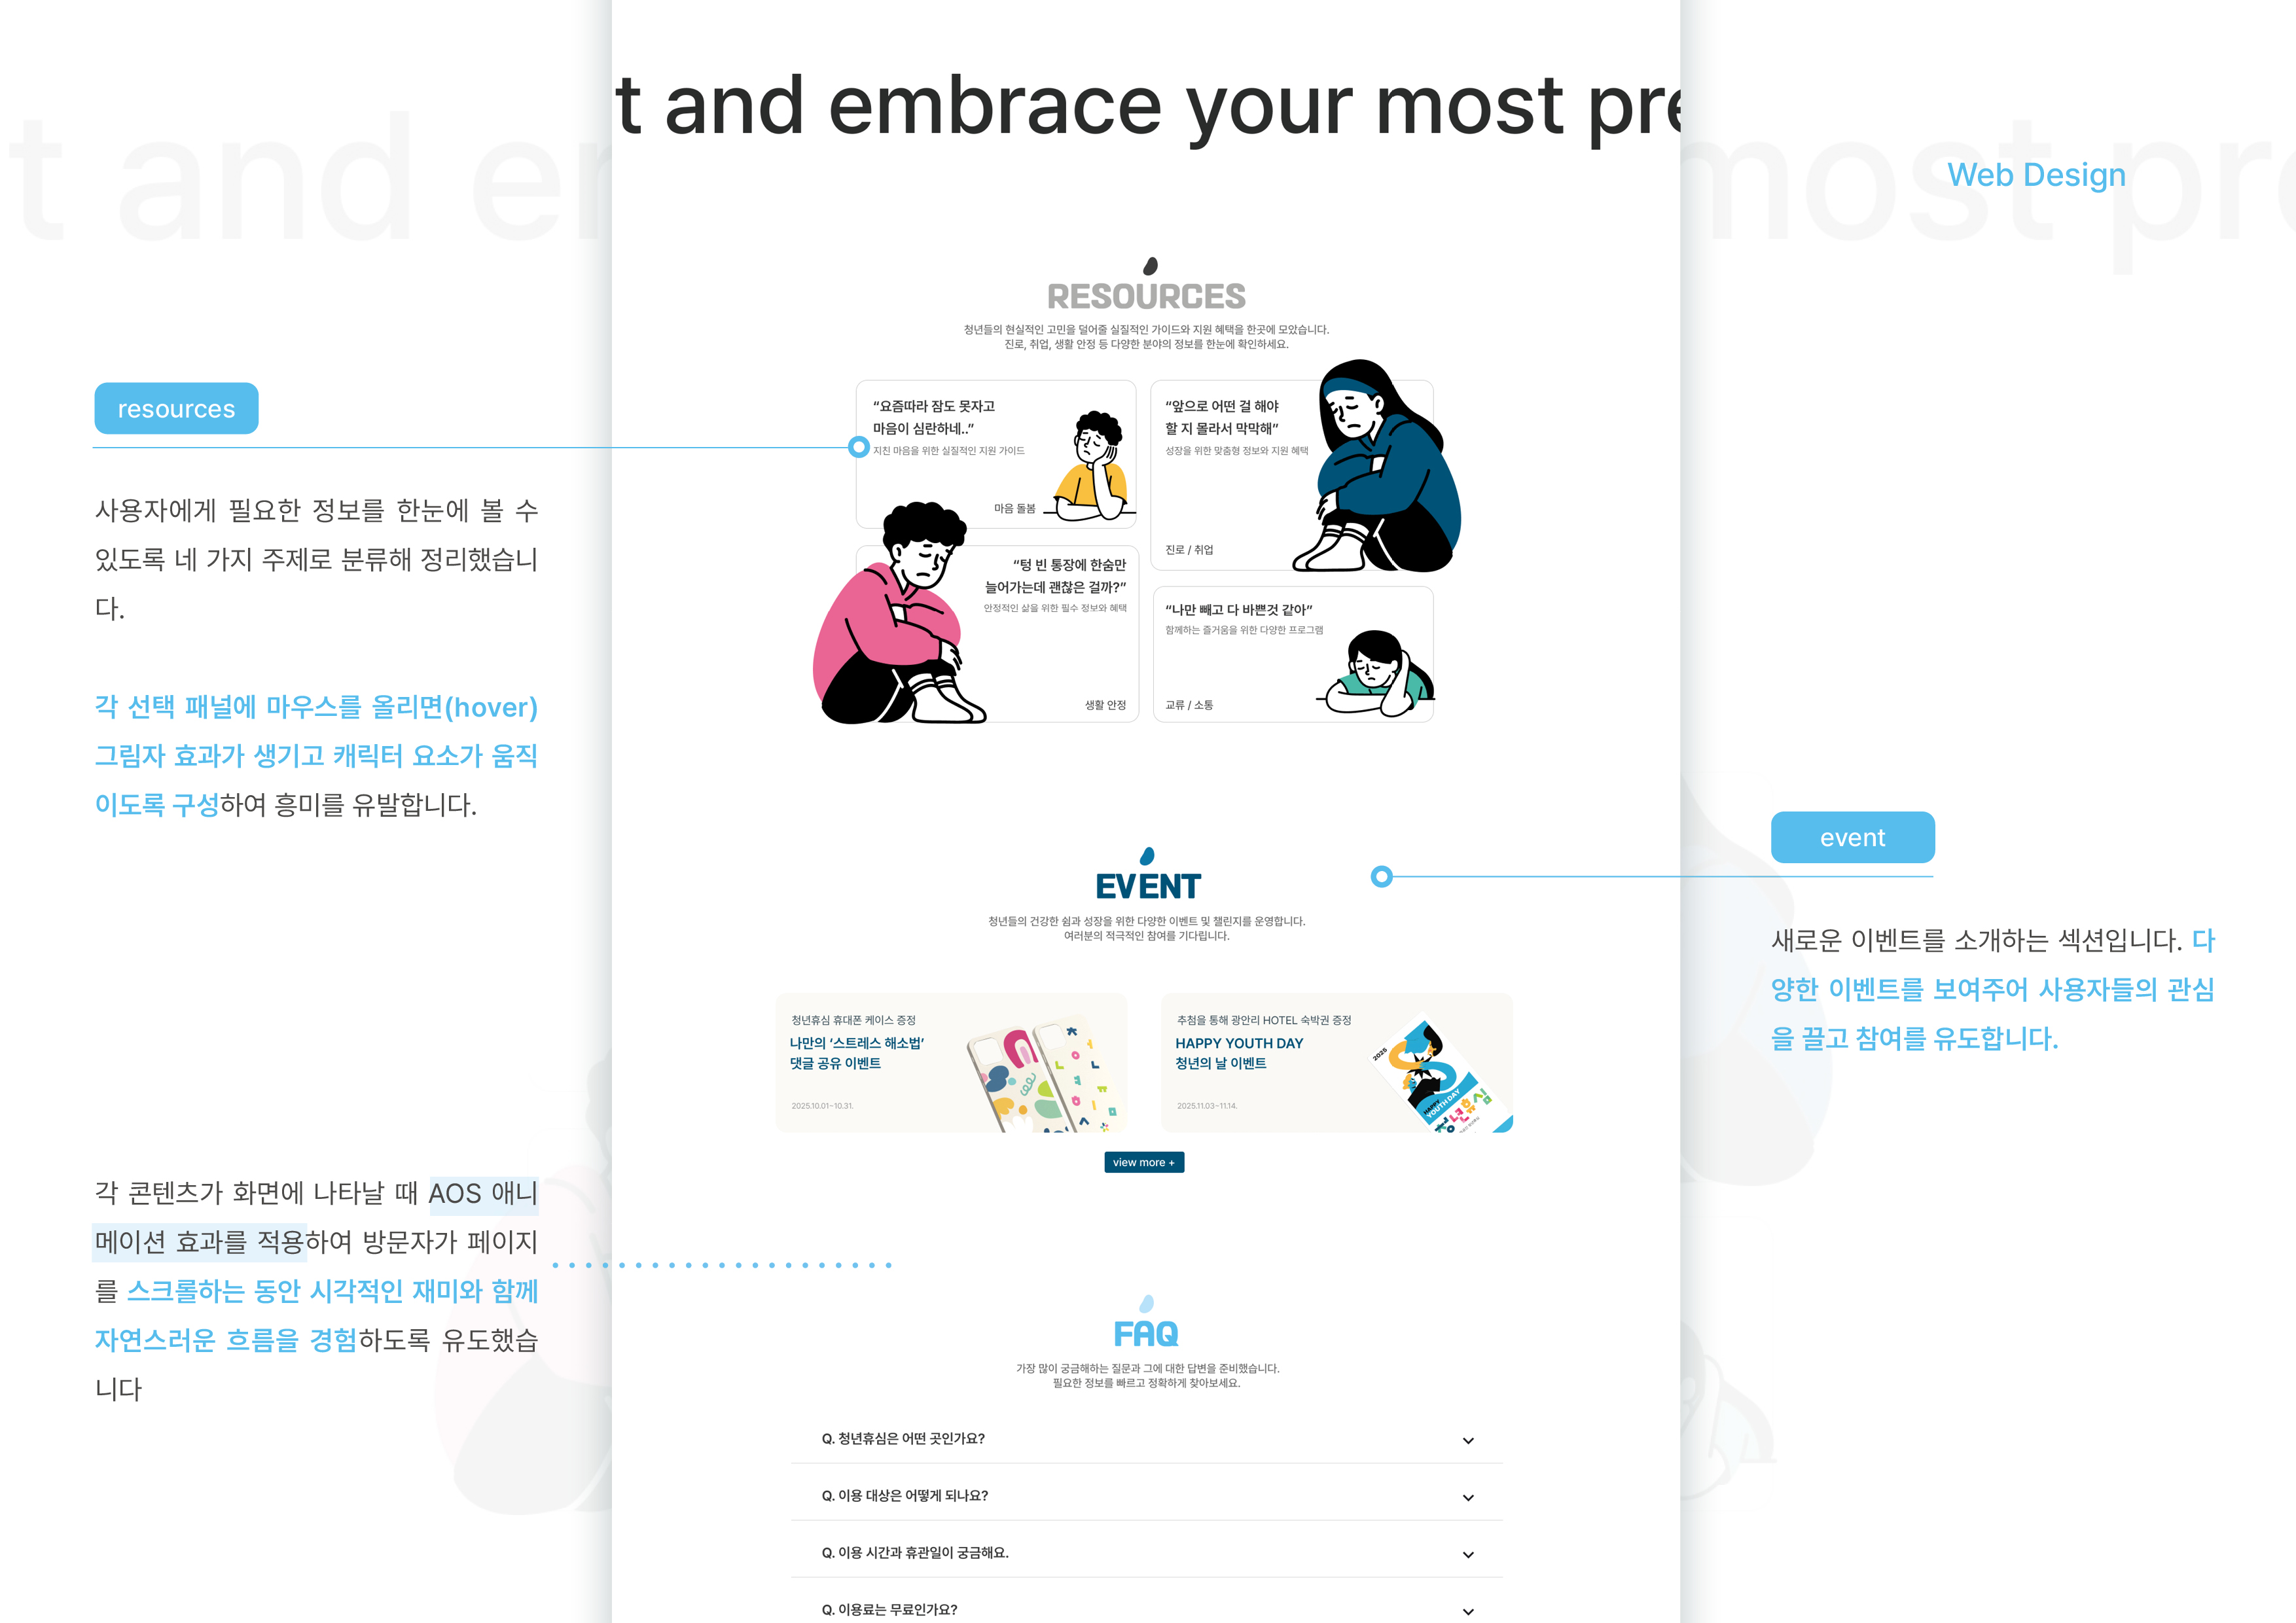 t and embrace your most pre
t and er
most pre
Web Design
RESOURCES
청년들의 현실적인 고민을 덜어줄 실질적인 가이드와 지원 혜택을 한곳에 모았습니다.
진로, 취업, 생활 안정 등 다양한 분야의 정보를 한눈에 확인하세요.
resources
사용자에게 필요한 정보를 한눈에 볼 수
있도록 네 가지 주제로 분류해 정리했습니
다.
각 선택 패널에 마우스를 올리면(hover)
그림자 효과가 생기고 캐릭터 요소가 움직
이도록 구성하여 흥미를 유발합니다.
“요즘따라 잠도 못자고
마음이 심란하네..”
지친 마음을 위한 실질적인 지원 가이드
마음 돌봄
“앞으로 어떤 걸 해야
할 지 몰라서 막막해”
성장을 위한 맞춤형 정보와 지원 혜택
진로 / 취업
“텅 빈 통장에 한숨만
늘어가는데 괜찮은 걸까?”
안정적인 삶을 위한 필수 정보와 혜택
생활 안정
“나만 빼고 다 바쁜것 같아”
함께하는 즐거움을 위한 다양한 프로그램
교류 / 소통
EVENT
청년들의 건강한 쉼과 성장을 위한 다양한 이벤트 및 챌린지를 운영합니다.
여러분의 적극적인 참여를 기다립니다.
event
새로운 이벤트를 소개하는 섹션입니다. 다
양한 이벤트를 보여주어 사용자들의 관심
을 끌고 참여를 유도합니다.
청년휴심 휴대폰 케이스 증정
나만의 ‘스트레스 해소법’
댓글 공유 이벤트
2025.10.01~10.31.
추첨을 통해 광안리 HOTEL 숙박권 증정
HAPPY YOUTH DAY
청년의 날 이벤트
2025.11.03~11.14.
2025
HAPPY
YOUTH DAY
청년휴심
view more +
각 콘텐츠가 화면에 나타날 때 AOS 애니
메이션 효과를 적용하여 방문자가 페이지
를 스크롤하는 동안 시각적인 재미와 함께
자연스러운 흐름을 경험하도록 유도했습
니다
FAQ
가장 많이 궁금해하는 질문과 그에 대한 답변을 준비했습니다.
필요한 정보를 빠르고 정확하게 찾아보세요.
Q. 청년휴심은 어떤 곳인가요?
Q. 이용 대상은 어떻게 되나요?
Q. 이용 시간과 휴관일이 궁금해요.
Q. 이용료는 무료인가요?